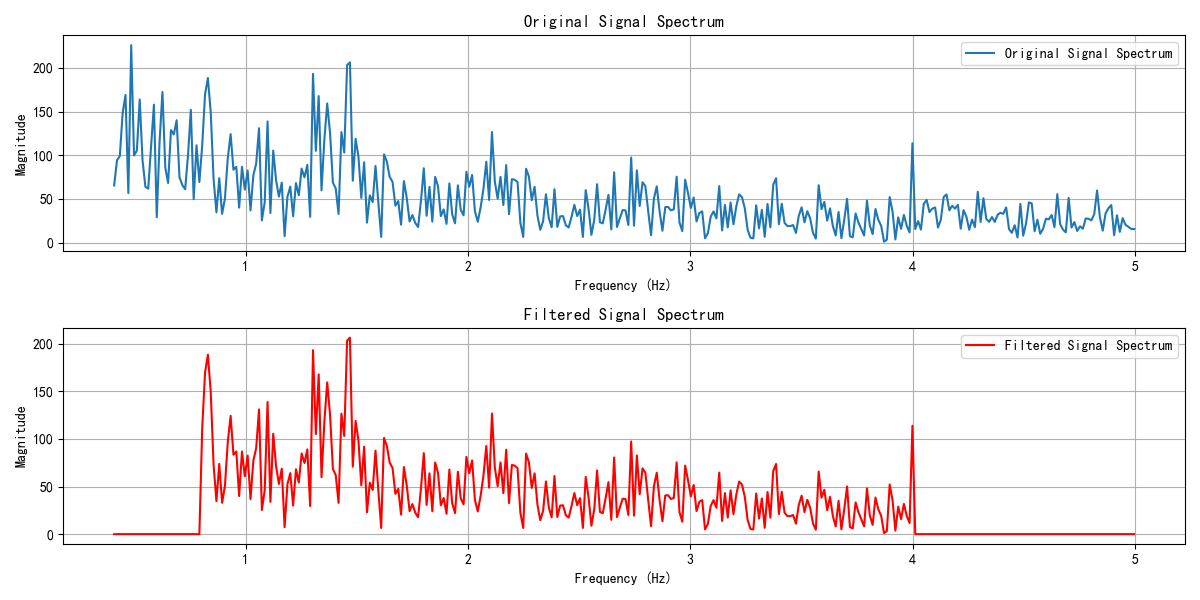 Original Signal Spectrum
Original Signal Spectrum
Magnitude
200
150
100
50
0
1
2
3
4
5
Frequency (Hz)
Filtered Signal Spectrum
Filtered Signal Spectrum
Magnitude
200
150
100
50
0
1
2
3
4
5
Frequency (Hz)